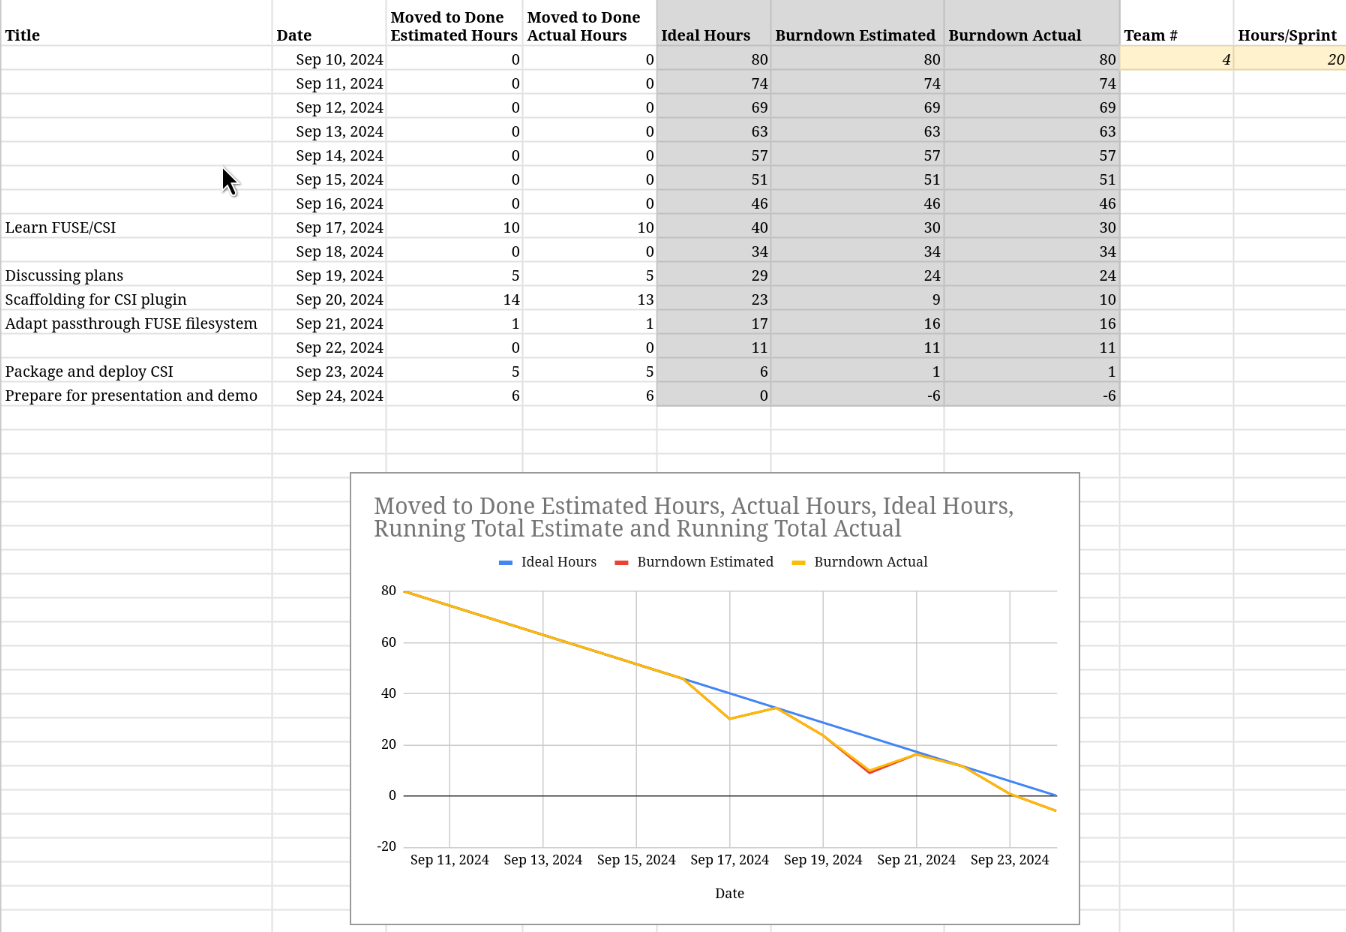 Title Date Moved to Done Estimated Hours Moved to Done Actual Hours Ideal Hours Burndown Estimated Burndown Actual Team # Hours/Sprint
Sep 10, 2024 0 0 80 80 80 4 20
Sep 11, 2024 0 0 74 74 74
Sep 12, 2024 0 0 69 69 69
Sep 13, 2024 0 0 63 63 63
Sep 14, 2024 0 0 57 57 57
Sep 15, 2024 0 0 51 51 51
Sep 16, 2024 0 0 46 46 46
Learn FUSE/CSI Sep 17, 2024 10 10 40 30 30
Sep 18, 2024 0 0 34 34 34
Discussing plans Sep 19, 2024 5 5 29 24 24
Scaffolding for CSI plugin Sep 20, 2024 14 13 23 9 10
Adapt passthrough FUSE filesystem Sep 21, 2024 1 1 17 16 16
Sep 22, 2024 0 0 11 11 11
Package and deploy CSI Sep 23, 2024 5 5 6 1 1
Prepare for presentation and demo Sep 24, 2024 6 6 0 -6 -6
Moved to Done Estimated Hours, Actual Hours, Ideal Hours,
Running Total Estimate and Running Total Actual
Ideal Hours Burndown Estimated Burndown Actual
80
60
40
20
0
-20
Sep 11, 2024 Sep 13, 2024 Sep 15, 2024 Sep 17, 2024 Sep 19, 2024 Sep 21, 2024 Sep 23, 2024
Date